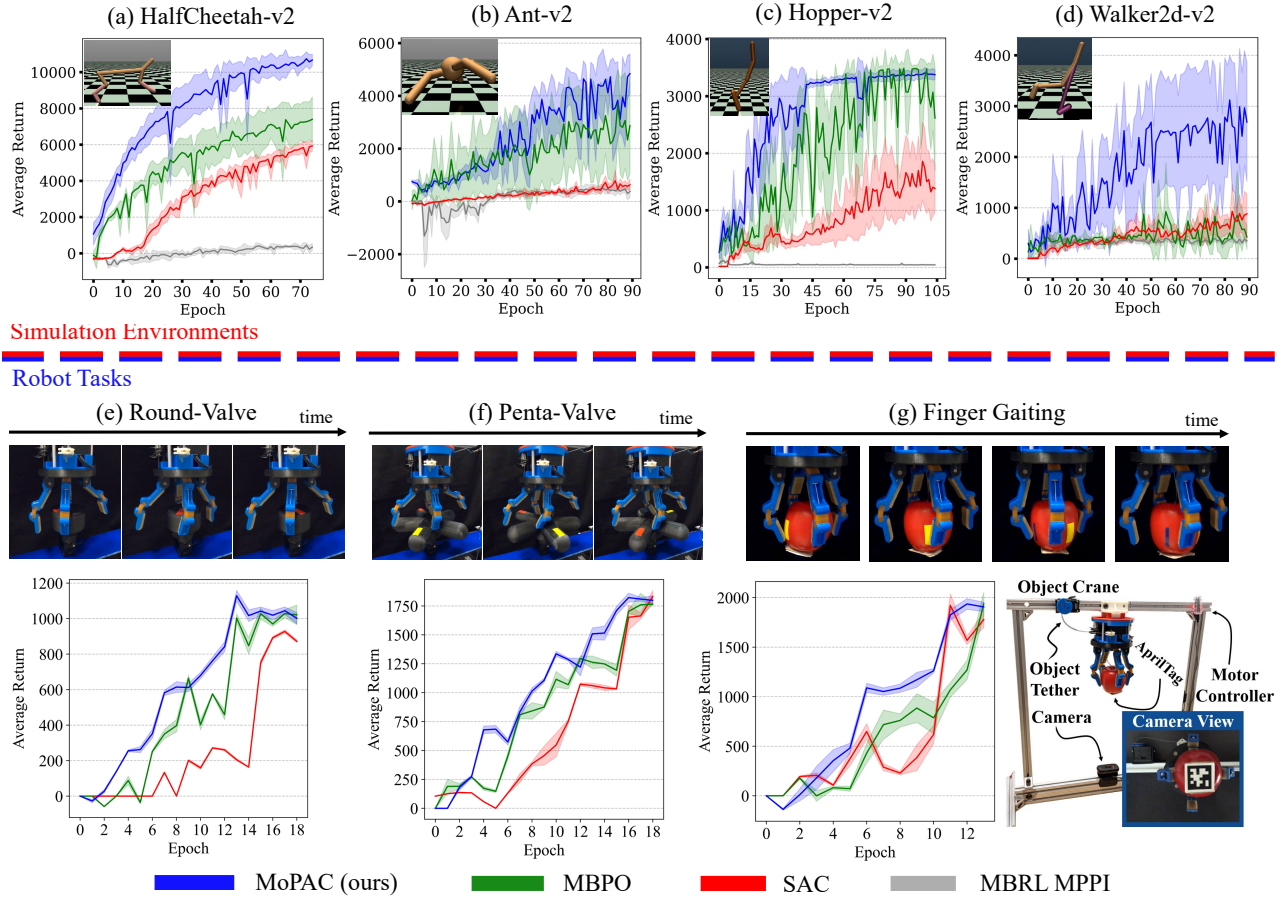 (a) HalfCheetah-v2
(b) Ant-v2
(c) Hopper-v2
(d) Walker2d-v2
Average Return
10000
8000
6000
4000
2000
0
0 10 20 30 40 50 60 70
Epoch
Average Return
6000
4000
2000
0
−2000
0 10 20 30 40 50 60 70 80 90
Epoch
Average Return
4000
3000
2000
1000
0
0 15 30 45 60 75 90 105
Epoch
Average Return
4000
3000
2000
1000
0
0 10 20 30 40 50 60 70 80 90
Epoch
Simulation Environments
Robot Tasks
(e) Round-Valve
time
(f) Penta-Valve
time
(g) Finger Gaiting
time
Average Return
1200
1000
800
600
400
200
0
0 2 4 6 8 10 12 14 16 18
Epoch
Average Return
1750
1500
1250
1000
750
500
250
0
0 2 4 6 8 10 12 14 16 18
Epoch
Average Return
2000
1500
1000
500
0
0 2 4 6 8 10 12
Epoch
Object Crane
AprilTag
Object
Tether
Motor
Controller
Camera
Camera View
MoPAC (ours)
MBPO
SAC
MBRL MPPI